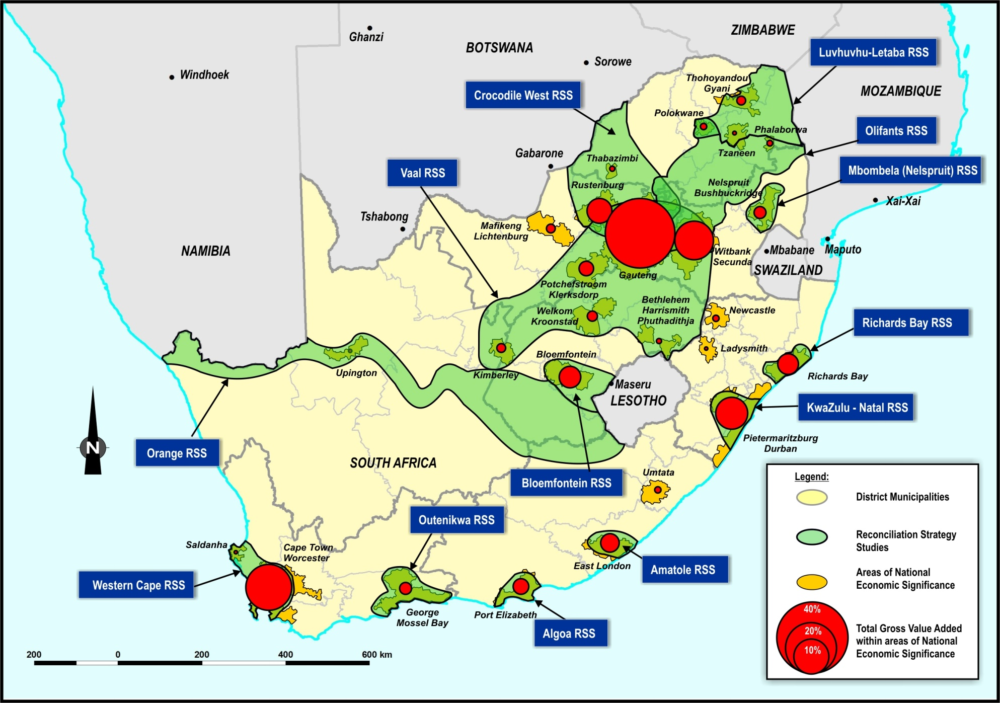 ZIMBABWE
Ghanzi
BOTSWANA
Luvhuvhu-Letaba RSS
Sorowe
Windhoek
Thohoyandou
Gyani
MOZAMBIQUE
Crocodile West RSS
Polokwane
Phalaborwa
Olifants RSS
Gabarone
Thabazimbi
Tzaneen
Vaal RSS
Mbombela (Nelspruit) RSS
Rustenburg
Nelspruit
Bushbuckridge
Xai-Xai
Tshabong
Mafikeng
Lichtenburg
NAMIBIA
Witbank
Secunda
Mbabane
Maputo
SWAZILAND
Gauteng
Potchefstroom
Klerksdorp
Bethlehem
Harrismith
Phuthadithja
Welkom
Kroonstad
Newcastle
Richards Bay RSS
Ladysmith
Bloemfontein
Upington
Kimberley
Richards Bay
Maseru
LESOTHO
KwaZulu - Natal RSS
Pietermaritzburg
Durban
N
Orange RSS
SOUTH AFRICA
Umtata
Bloemfontein RSS
Outenikwa RSS
Saldanha
Cape Town
Worcester
East London
Amatole RSS
Western Cape RSS
George
Mossel Bay
Port Elizabeth
Algoa RSS
200 0 200 400 600 km
Legend:
District Municipalities
Reconciliation Strategy
Studies
Areas of National
Economic Significance
40%
20%
10%
Total Gross Value Added
within areas of National
Economic Significance